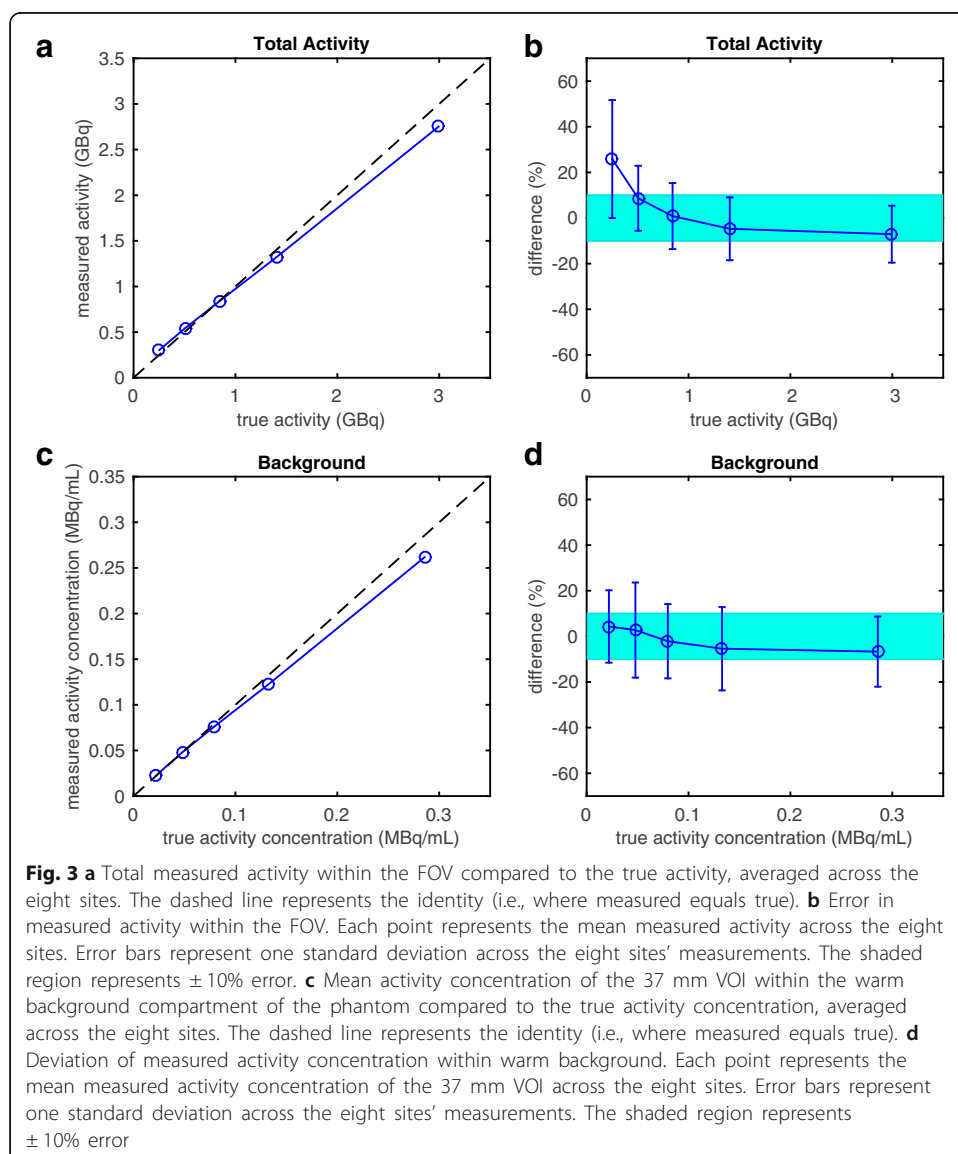 a
Total Activity
3.5
3
2.5
2
1.5
1
0.5
0
measured activity (GBq)
0 1 2 3
true activity (GBq)
b
Total Activity
60
40
20
0
-20
-40
-60
difference (%)
0 1 2 3
true activity (GBq)
c
Background
0.35
0.3
0.25
0.2
0.15
0.1
0.05
0
measured activity concentration (MBq/mL)
0 0.1 0.2 0.3
true activity concentration (MBq/mL)
d
Background
60
40
20
0
-20
-40
-60
difference (%)
0 0.1 0.2 0.3
true activity concentration (MBq/mL)
Fig. 3 a Total measured activity within the FOV compared to the true activity, averaged across the
eight sites. The dashed line represents the identity (i.e., where measured equals true). b Error in
measured activity within the FOV. Each point represents the mean measured activity across the eight
sites. Error bars represent one standard deviation across the eight sites' measurements. The shaded
region represents ± 10% error. c Mean activity concentration of the 37 mm VOI within the warm
background compartment of the phantom compared to the true activity concentration, averaged
across the eight sites. The dashed line represents the identity (i.e., where measured equals true). d
Deviation of measured activity concentration within warm background. Each point represents the
mean measured activity concentration of the 37 mm VOI across the eight sites. Error bars represent
one standard deviation across the eight sites' measurements. The shaded region represents
± 10% error